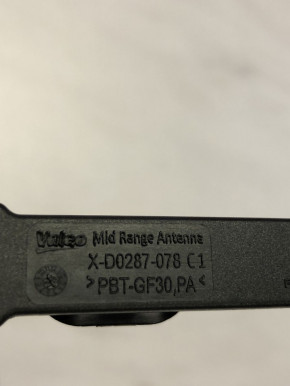 Valeo Mid Range Antenna
X-D0287-078 C1
>PBT-GF30,PA<